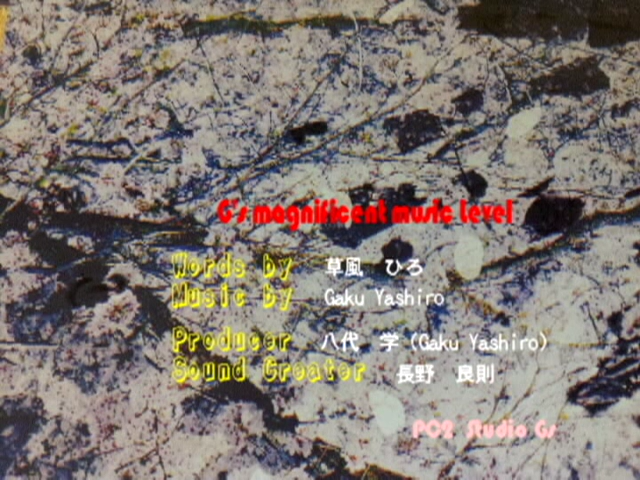 G's magnificent music level
Words by 草風 ひろ
Music by Gaku Yashiro
Producer 八代 学 (Gaku Yashiro)
Sound Creater 長野 良則
PC2 Studio Gs